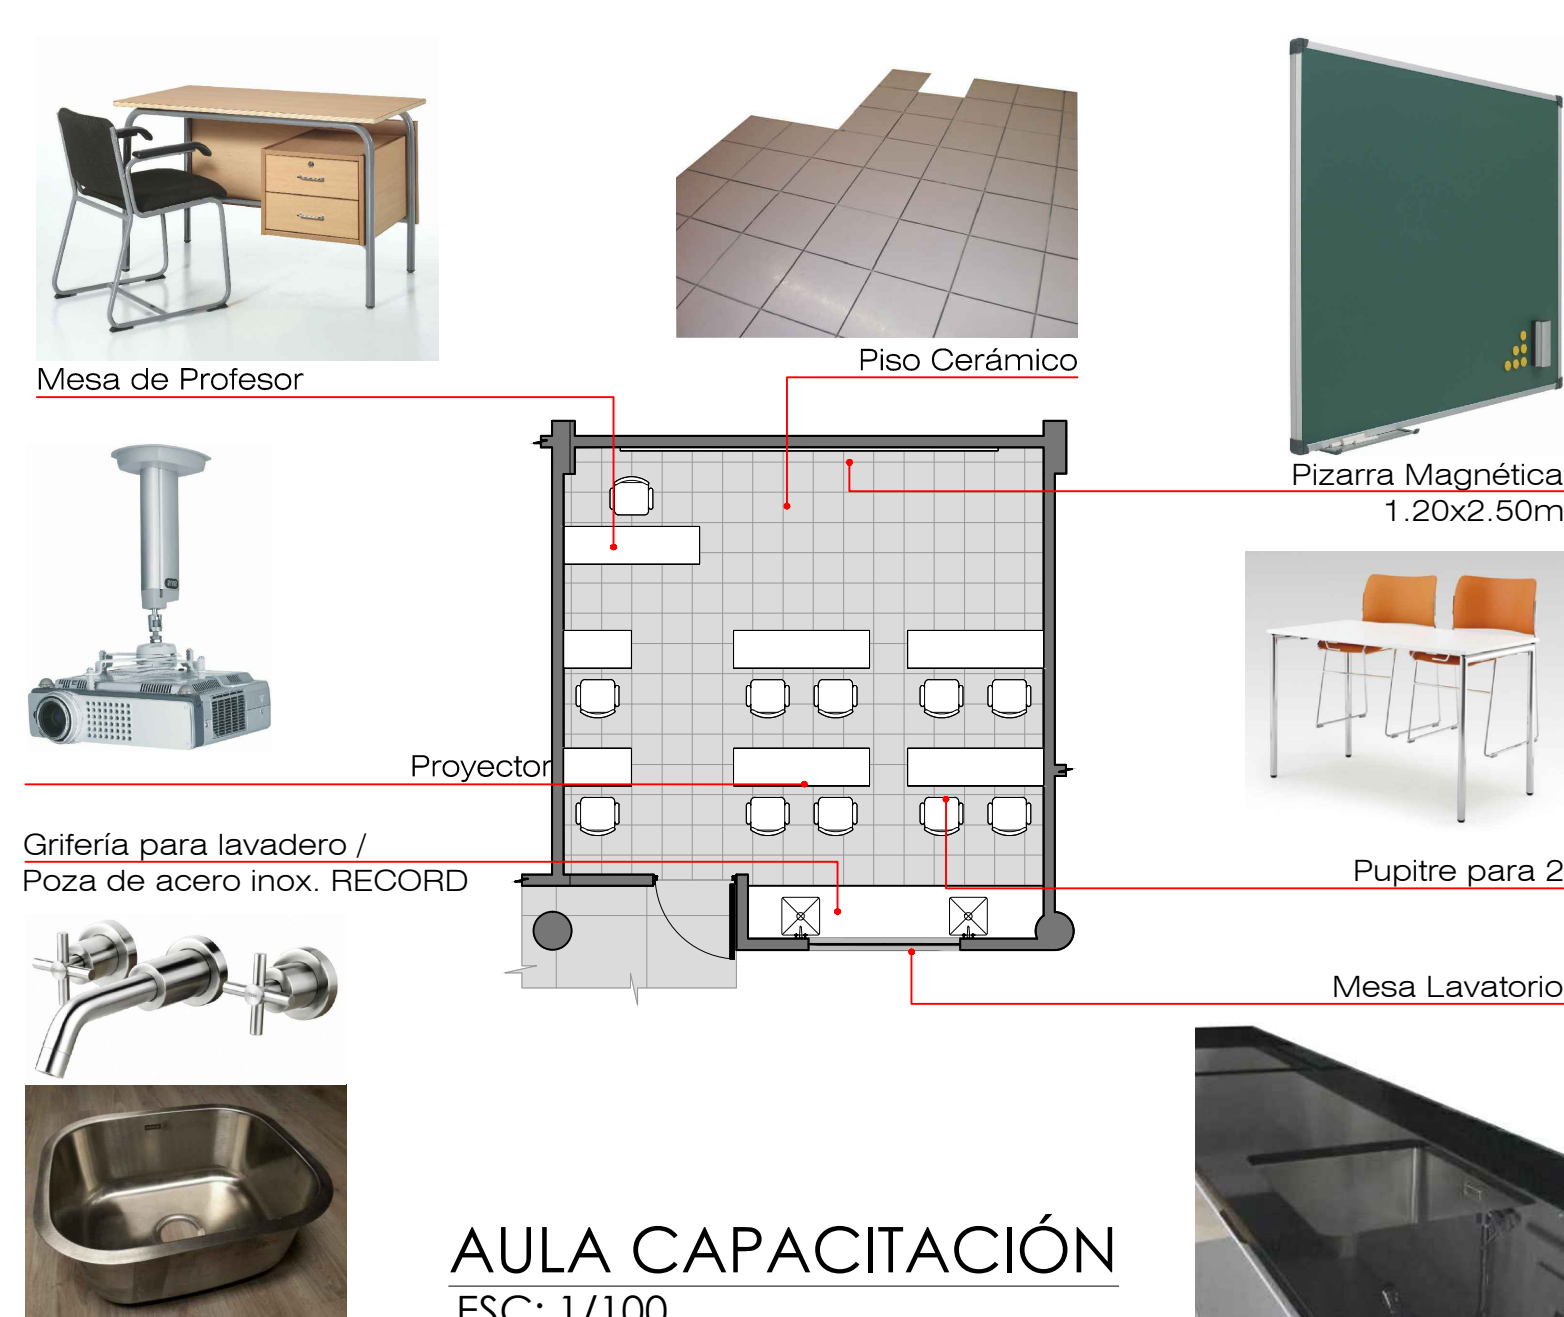 Mesa de Profesor
Piso Cerámico
Pizarra Magnética
1.20x2.50m
Proyector
Grifería para lavadero /
Poza de acero inox. RECORD
Pupitre para 2
Mesa Lavatorio
AULA CAPACITACIÓN
ESC: 1/100